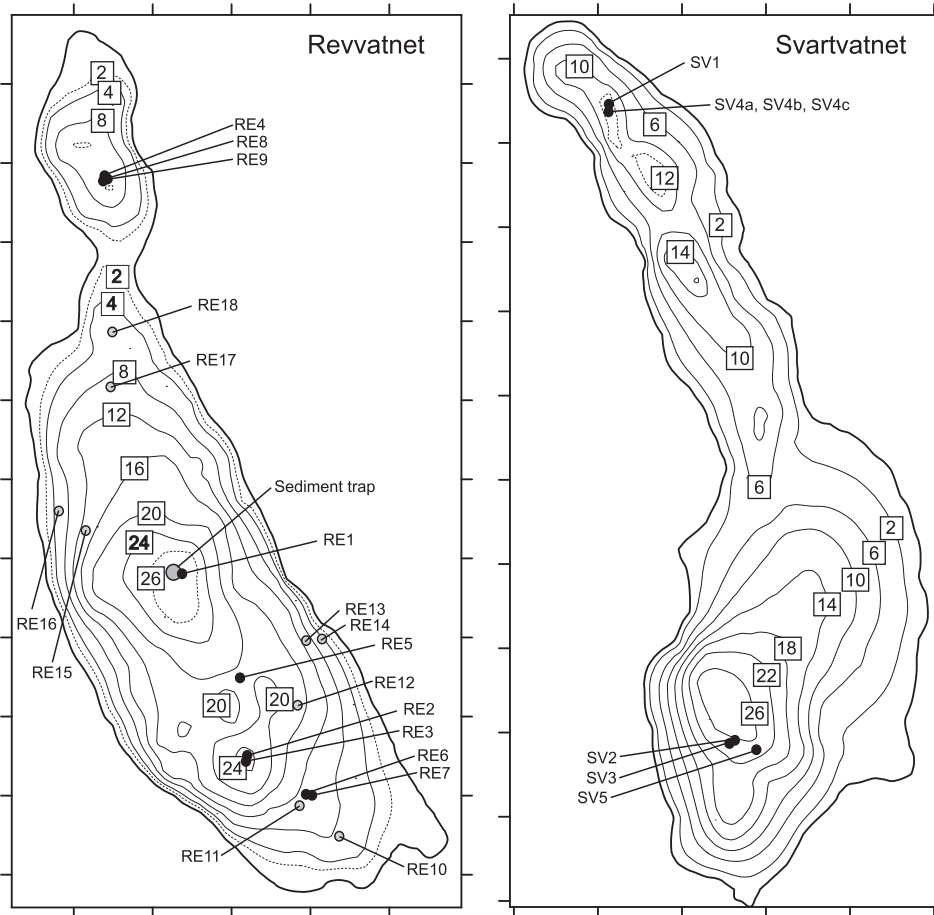 Revvatnet
2
4
8
RE4
RE8
RE9
2
4
RE18
8
RE17
12
16
Sediment trap
20
24
RE1
26
RE16
RE13
RE14
RE15
RE5
RE12
20
20
RE2
RE3
24
RE6
RE7
RE11
RE10
Svartvatnet
10
SV1
SV4a, SV4b, SV4c
6
12
2
14
10
6
2
6
10
14
18
22
26
SV2
SV3
SV5